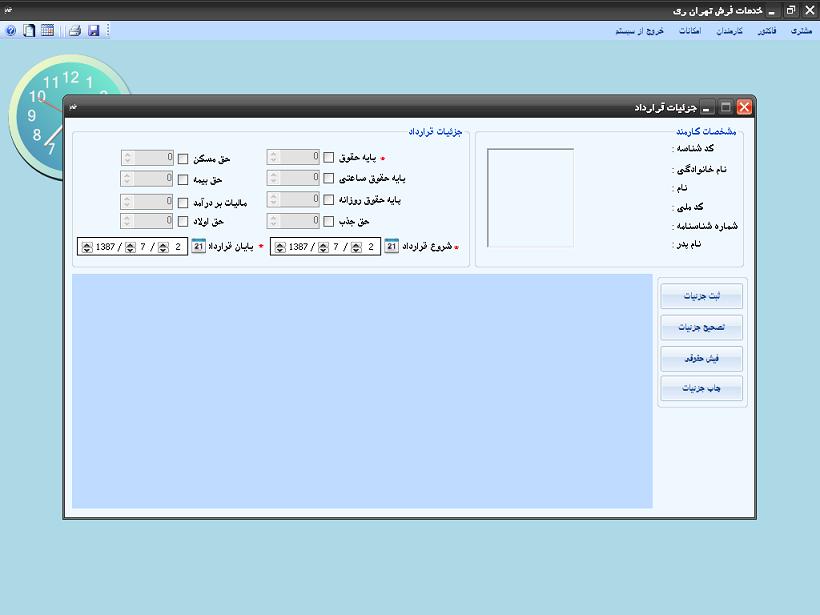 خدمات فرش تهران ری
مشتری فاکتور کارمندان امکانات خروج از سیستم
11 12 1
10
9
8
7
جزئیات قرارداد
مشخصات کارمند
کد شناسه :
نام خانوادگی :
نام :
کد ملی :
شماره شناسنامه :
نام پدر :
جزئیات قرارداد
* پایه حقوق 0 حق مسکن 0
پایه حقوق ساعتی 0 حق بیمه 0
پایه حقوق روزانه 0 مالیات بر درآمد 0
حق جذب 0 حق اولاد 0
* شروع قرارداد 21 1387 / 7 / 2 * پایان قرارداد 21 1387 / 7 / 2
ثبت جزئیات
تصحیح جزئیات
فیش حقوقی
چاپ جزئیات